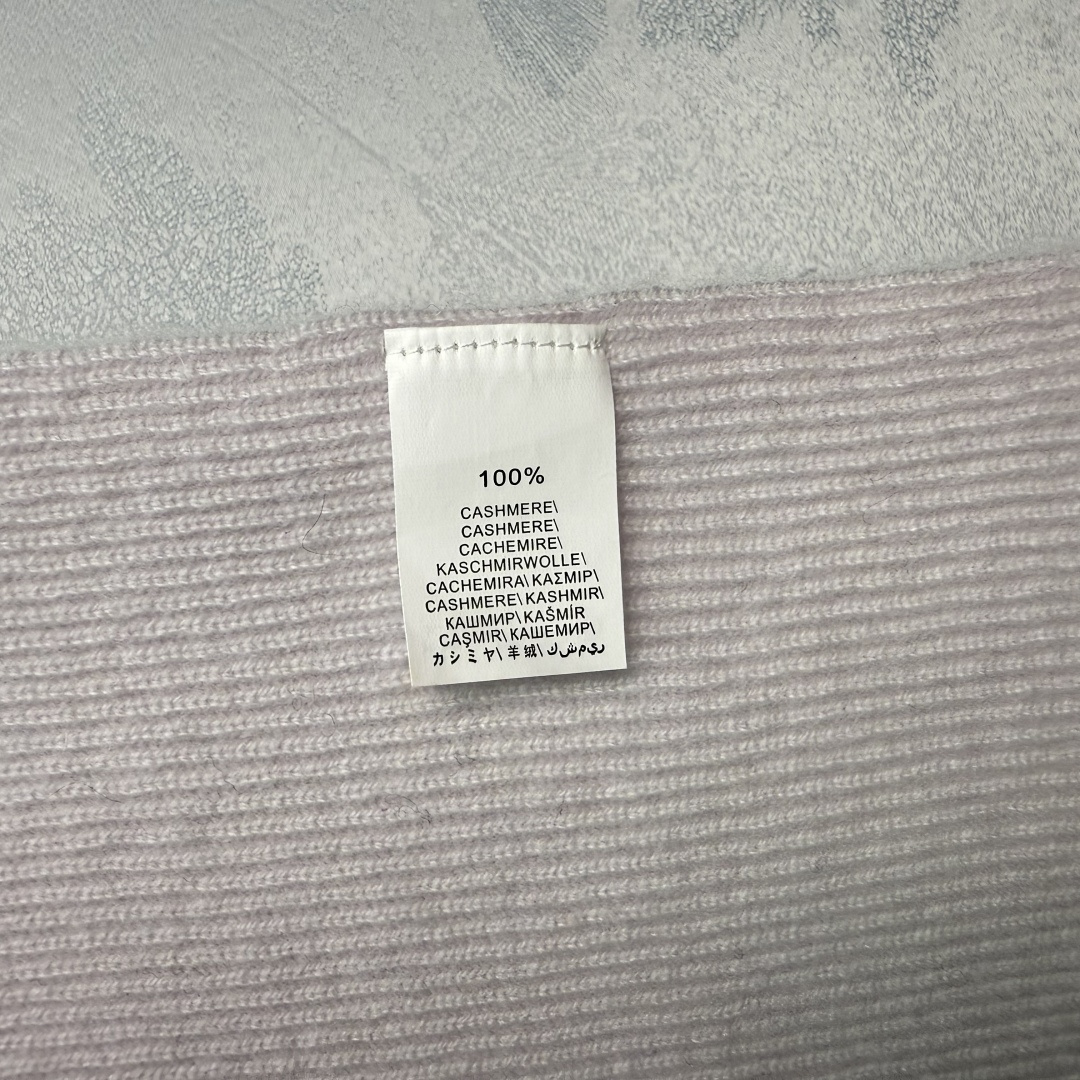 100%
CASHMERE\
CASHMERE\
CACHEMIRE\
KASCHMIRWOLLE\
CACHEMIRA\ ΚΑΣΜΙΡ\
CASHMERE\ KASHMIR\
КАШМИР\ KAŠMÍR
CAŞMIR\ КАШЕМИР\
カシミヤ\ 羊绒\ كشميري